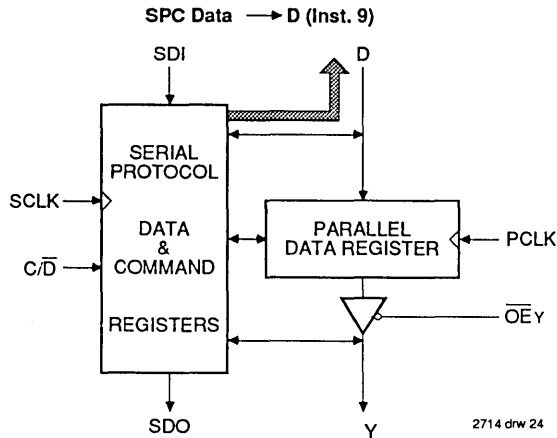 SPC Data → D (Inst. 9)
SDI
D
SERIAL
PROTOCOL
DATA
&
COMMAND
REGISTERS
SCLK
C/D̅
PARALLEL
DATA REGISTER
PCLK
O̅E̅Y
SDO
Y
2714 drw 24